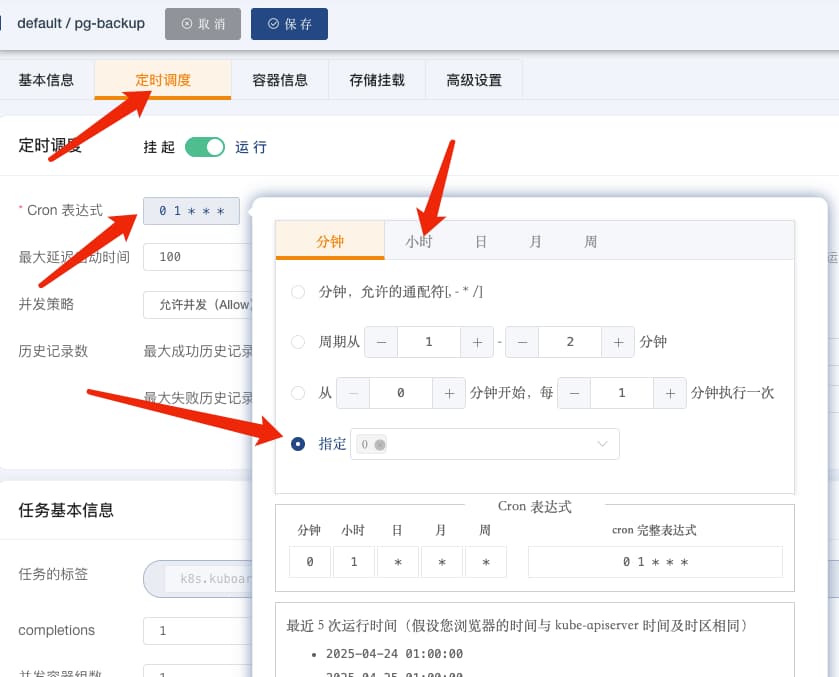 default / pg-backup 取 消 保 存
基本信息 定时调度 容器信息 存储挂载 高级设置
定时调度 挂 起 运 行
* Cron 表达式 0 1 * * *
最大延迟启动时间 100
并发策略 允许并发（Allow
历史记录数 最大成功历史记录
最大失败历史记录
分钟 小时 日 月 周
分钟，允许的通配符[, - * /]
周期从 − 1 + - − 2 + 分钟
从 − 0 + 分钟开始，每 − 1 + 分钟执行一次
指定 0
Cron 表达式
分钟 小时 日 月 周 cron 完整表达式
0 1 * * * 0 1 * * *
最近 5 次运行时间（假设您浏览器的时间与 kube-apiserver 时间及时区相同）
• 2025-04-24 01:00:00
2025-04-25 01:00:00
任务基本信息
任务的标签 k8s.kuboar
completions 1
并发容器组数 1